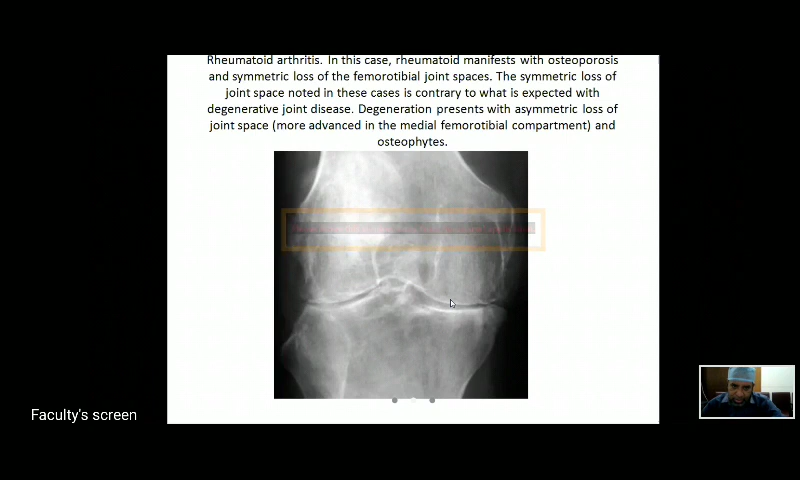 Rheumatoid arthritis. In this case, rheumatoid manifests with osteoporosis
and symmetric loss of the femorotibial joint spaces. The symmetric loss of
joint space noted in these cases is contrary to what is expected with
degenerative joint disease. Degeneration presents with asymmetric loss of
joint space (more advanced in the medial femorotibial compartment) and
osteophytes.
Faculty's screen